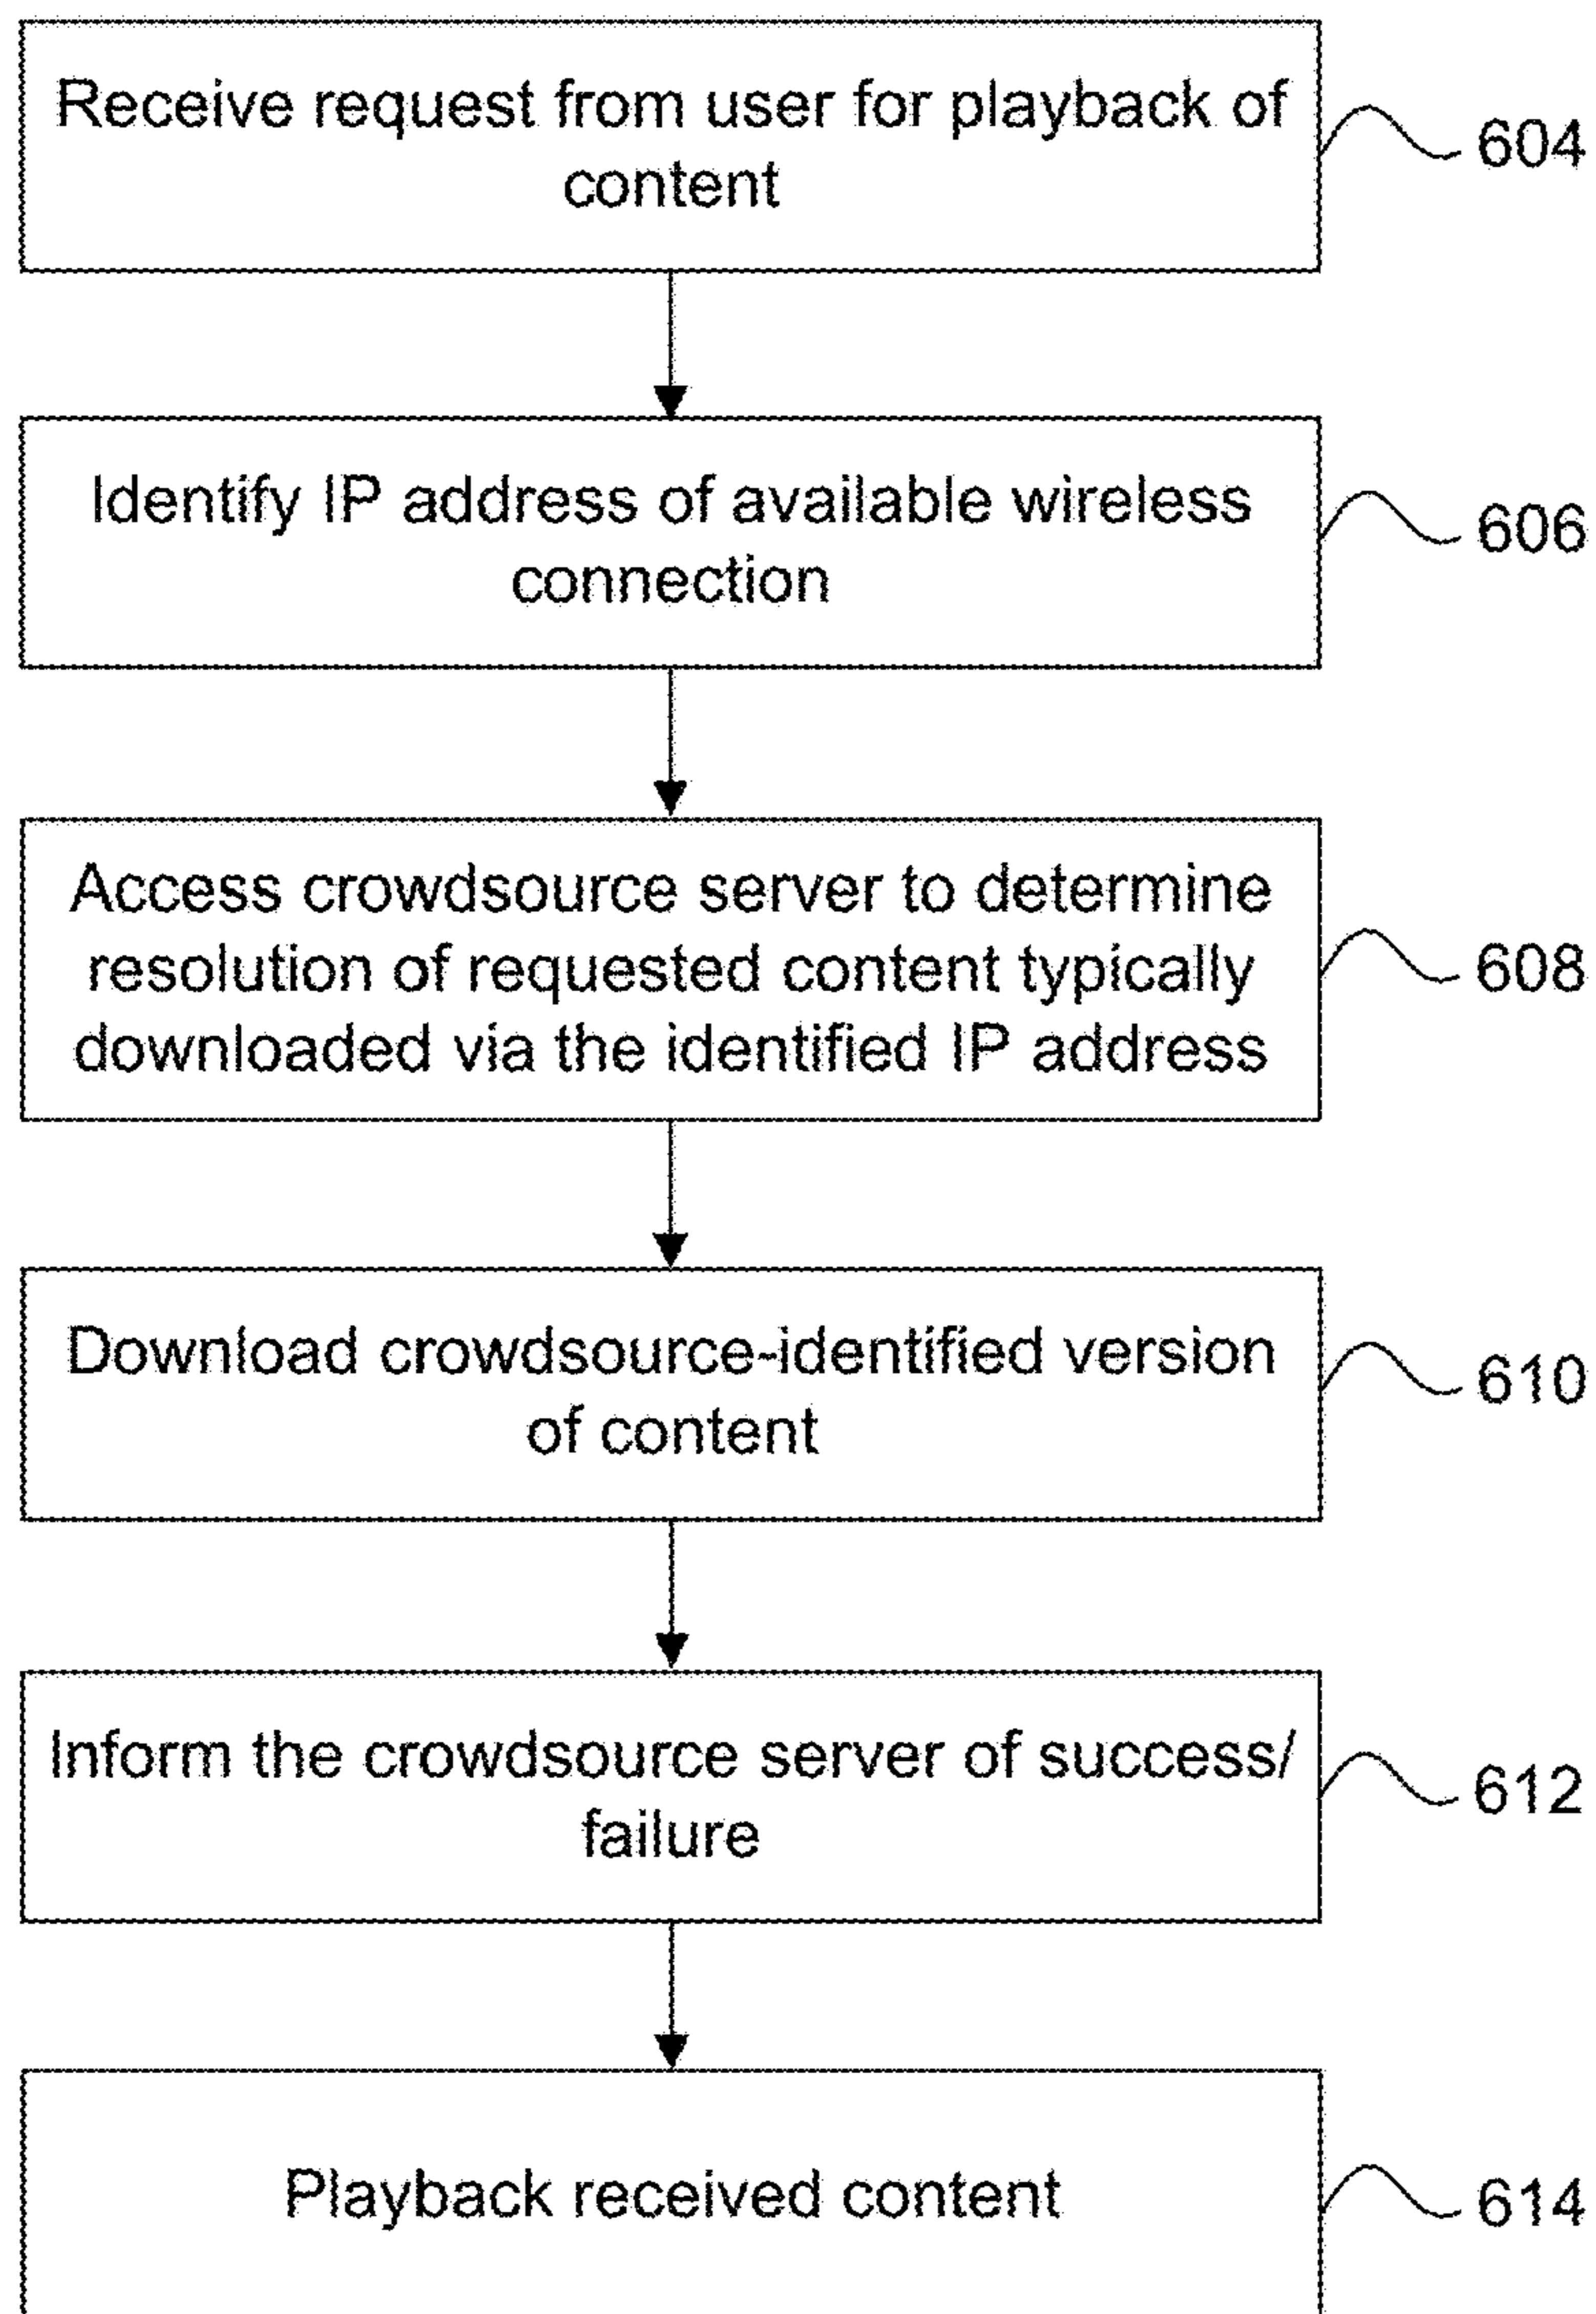 Receive request from user for playback of
content
604
Identify IP address of available wireless
connection
606
Access crowdsource server to determine
resolution of requested content typically
downloaded via the identified IP address
608
Download crowdsource-identified version
of content
610
Inform the crowdsource server of success/
failure
612
Playback received content
614